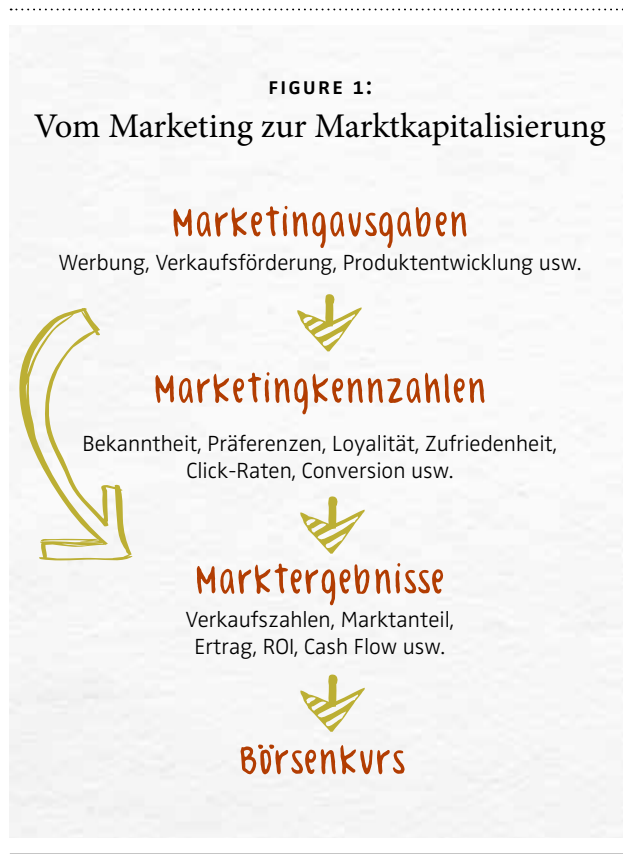 FIGURE 1:
Vom Marketing zur Marktkapitalisierung
Marketingausgaben
Werbung, Verkaufsförderung, Produktentwicklung usw.
Marketingkennzahlen
Bekanntheit, Präferenzen, Loyalität, Zufriedenheit,
Click-Raten, Conversion usw.
Marktergebnisse
Verkaufszahlen, Marktanteil,
Ertrag, ROI, Cash Flow usw.
Börsenkurs